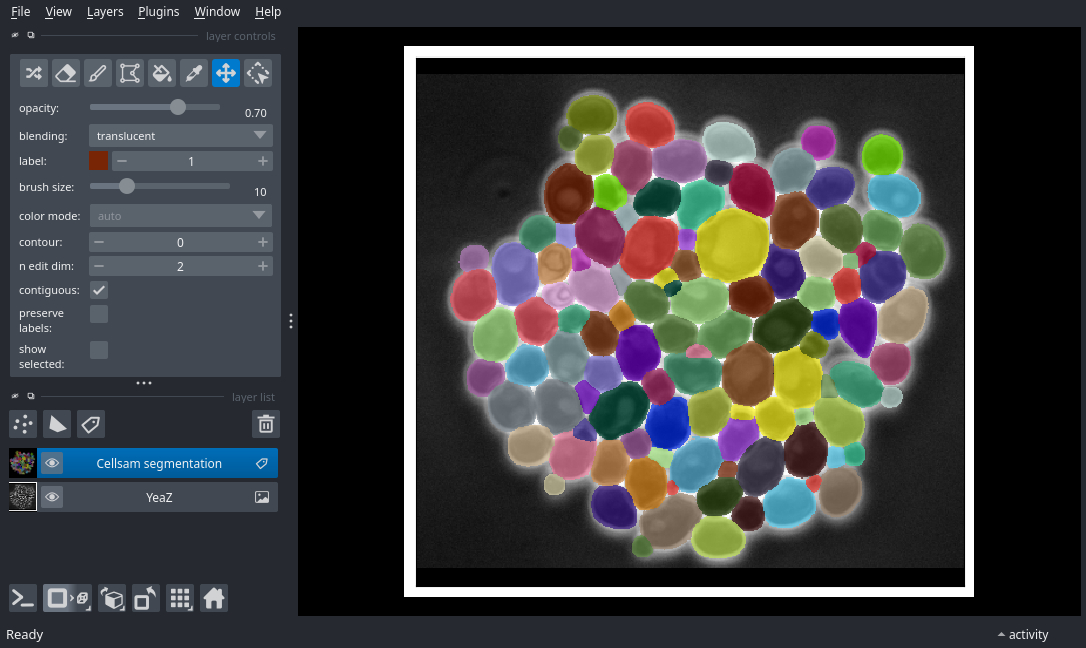 File View Layers Plugins Window Help
layer controls
opacity: 0.70
blending: translucent
label: 1
brush size: 10
color mode: auto
contour: 0
n edit dim: 2
contiguous:
preserve
labels:
show
selected:
layer list
Cellsam segmentation
YeaZ
Ready
activity